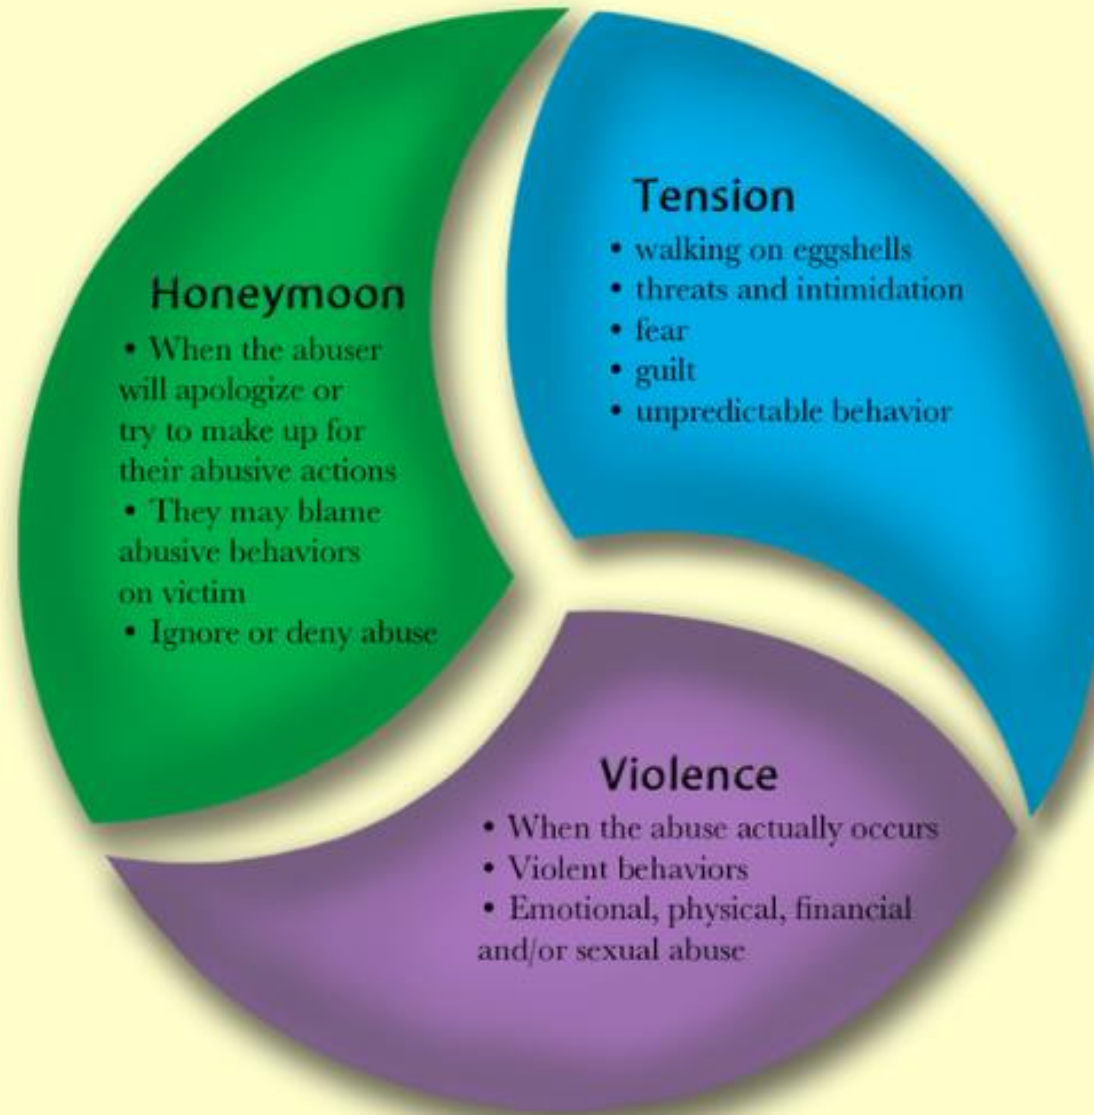 Honeymoon
• When the abuser
will apologize or
try to make up for
their abusive actions
• They may blame
abusive behaviors
on victim
• Ignore or deny abuse
Tension
• walking on eggshells
• threats and intimidation
• fear
• guilt
• unpredictable behavior
Violence
• When the abuse actually occurs
• Violent behaviors
• Emotional, physical, financial
and/or sexual abuse